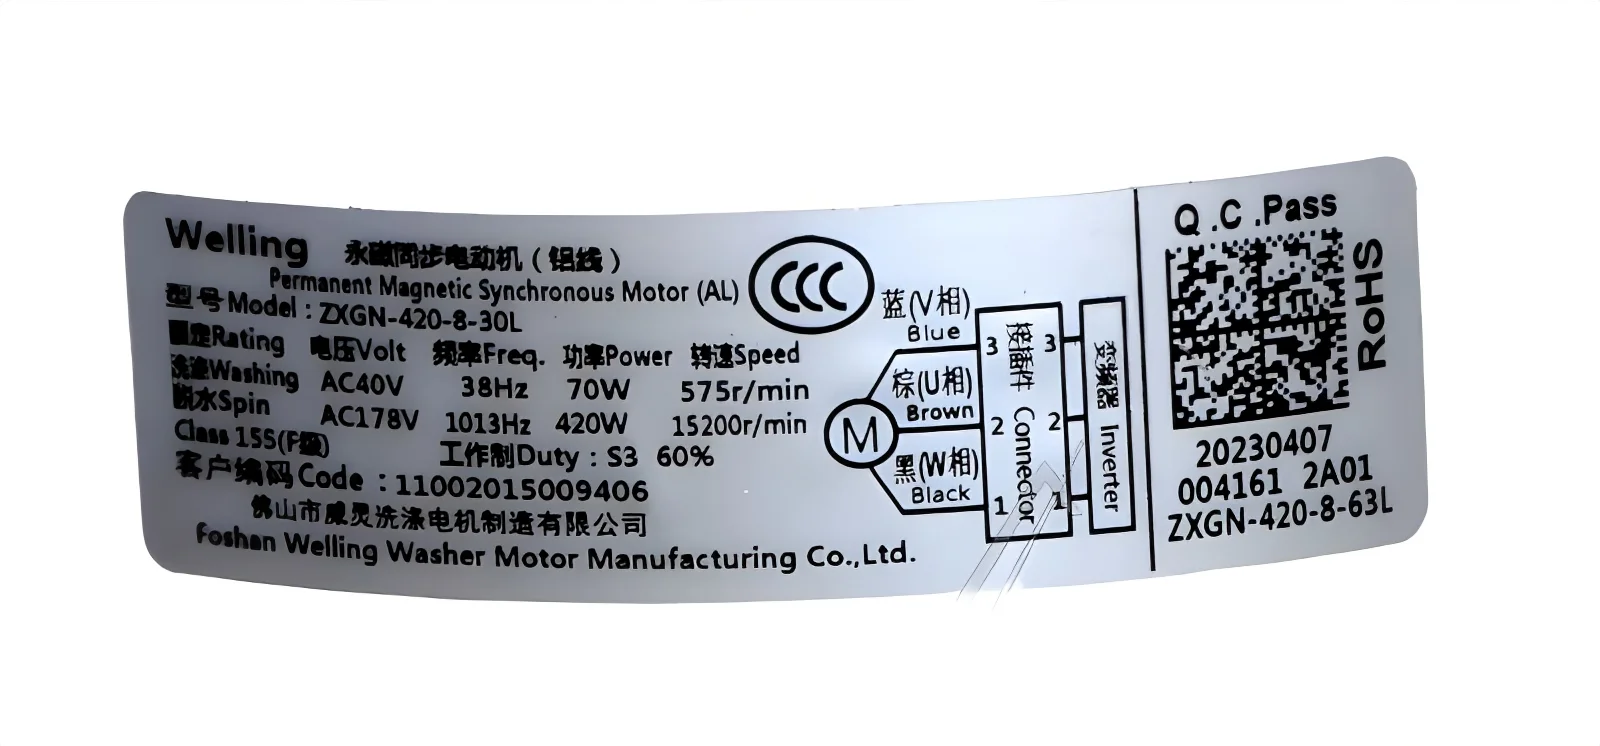 Welling 永磁同步电动机（铝线）
Permanent Magnetic Synchronous Motor (AL)
型号Model：ZXGN-420-8-30L
额定Rating 电压Volt 频率Freq. 功率Power 转速Speed
洗涤Washing AC40V 38Hz 70W 575r/min
脱水Spin AC178V 1013Hz 420W 15200r/min
Class 155(F级) 工作制Duty：S3 60%
客户编码Code：11002015009406
佛山市威灵洗涤电机制造有限公司
Foshan Welling Washer Motor Manufacturing Co.,Ltd.
CCC
蓝(V相)
Blue
棕(U相)
Brown
黑(W相)
Black
M
3
2
1
接插件 Connector
3
2
1
变频器 Inverter
Q.C.Pass
RoHS
20230407
004161 2A01
ZXGN-420-8-63L